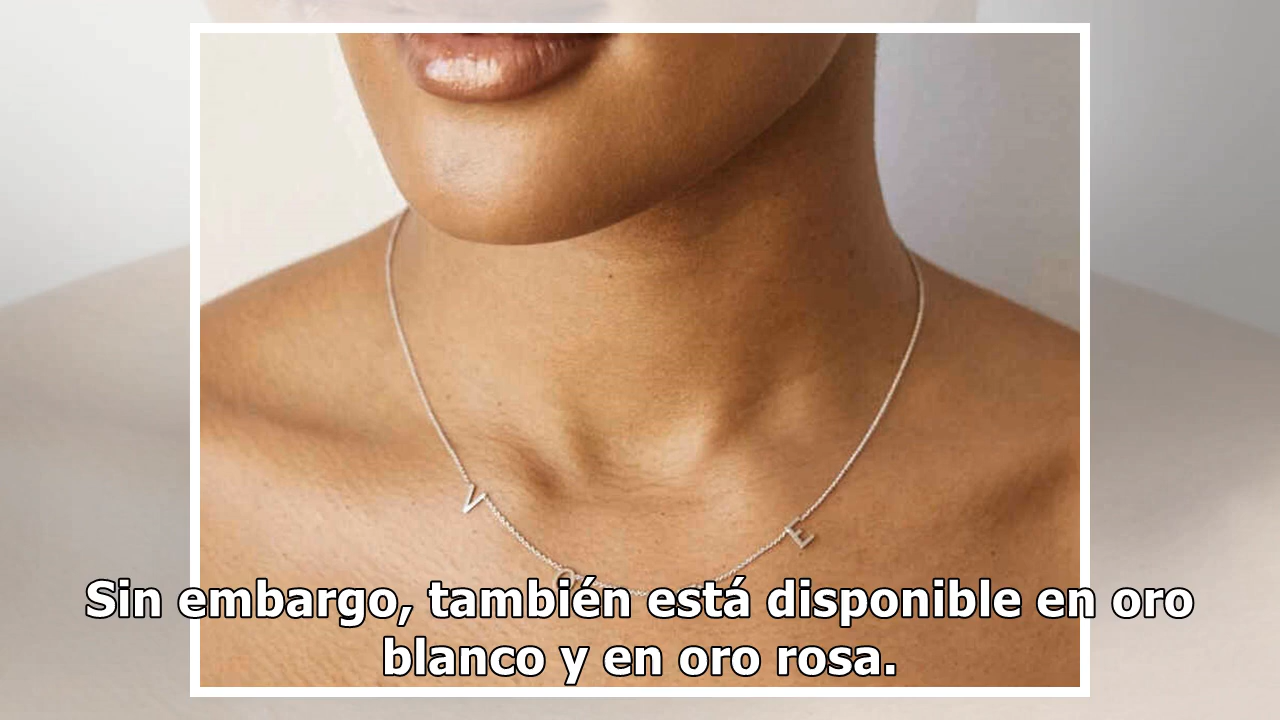 V
E
Sin embargo, también está disponible en oro
blanco y en oro rosa.